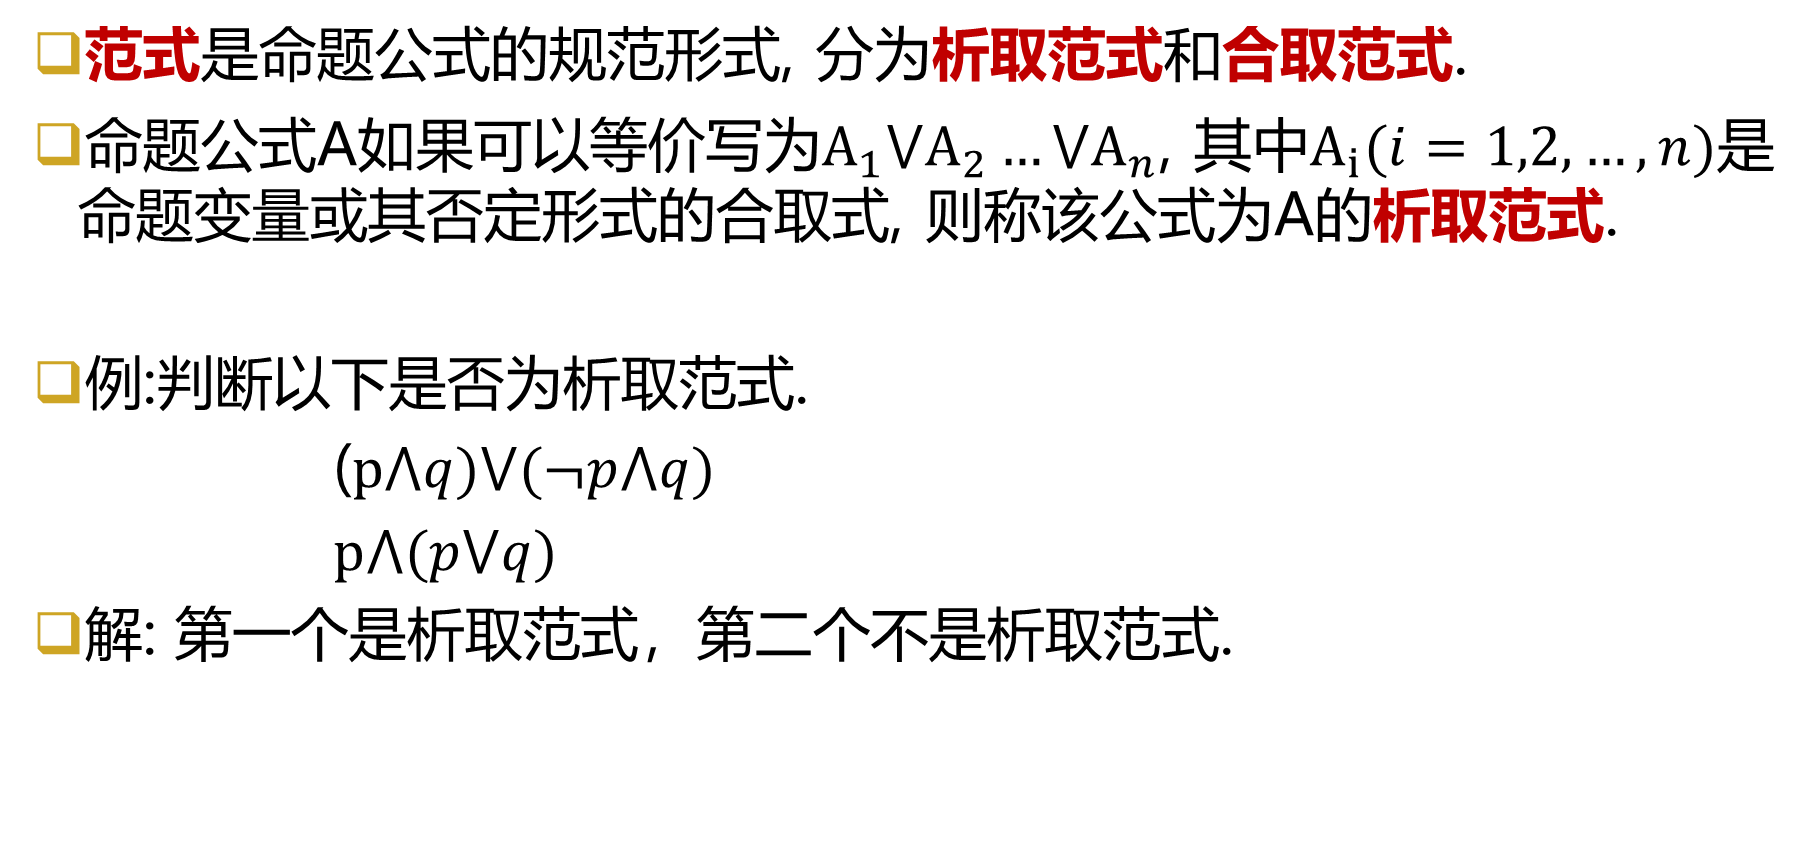 范式是命题公式的规范形式, 分为析取范式和合取范式.
命题公式A如果可以等价写为A₁∨A₂ … ∨Aₙ, 其中Aᵢ(i = 1,2, … , n)是
命题变量或其否定形式的合取式, 则称该公式为A的析取范式.
例:判断以下是否为析取范式.
(p∧q)∨(¬p∧q)
p∧(p∨q)
解: 第一个是析取范式，第二个不是析取范式.